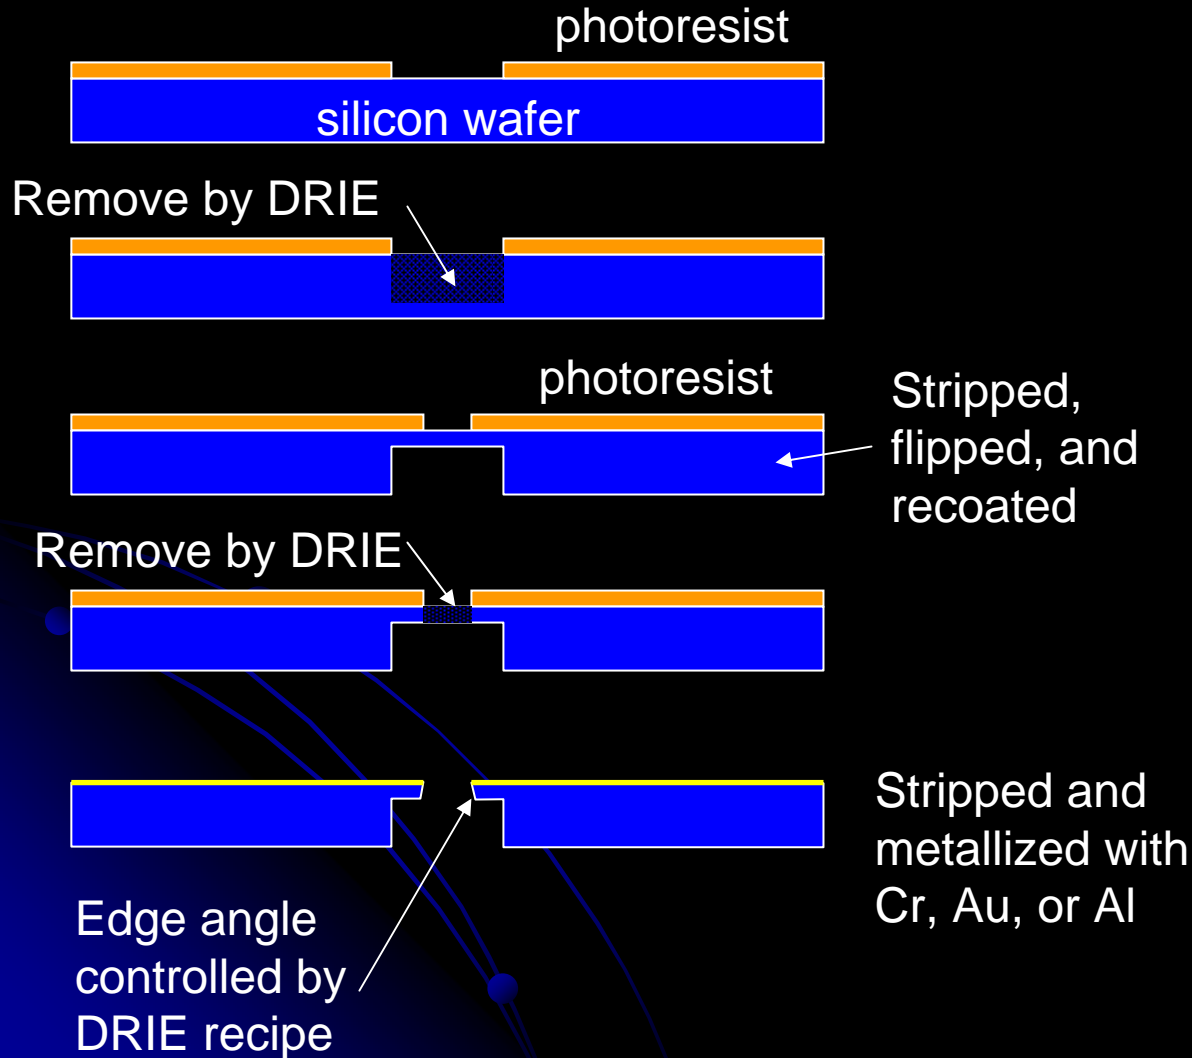 photoresist
silicon wafer
Remove by DRIE
photoresist
Stripped,
flipped, and
recoated
Remove by DRIE
Stripped and
metallized with
Cr, Au, or Al
Edge angle
controlled by
DRIE recipe